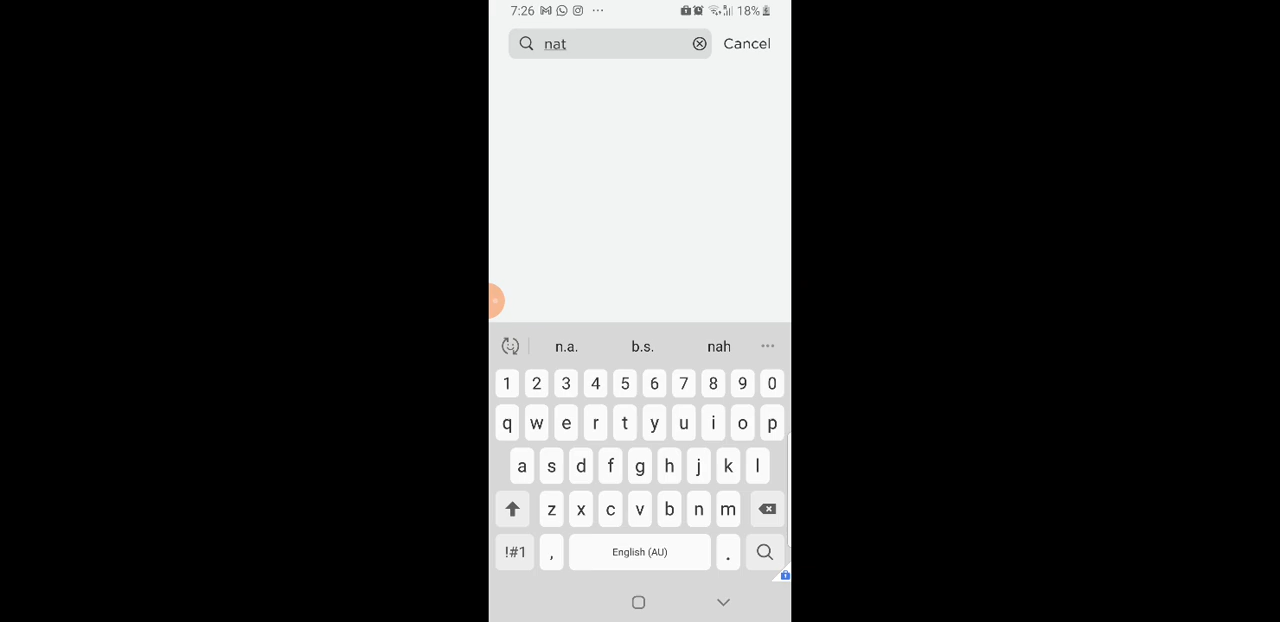 7:26 18%
nat Cancel
n.a. b.s. nah
1 2 3 4 5 6 7 8 9 0
q w e r t y u i o p
a s d f g h j k l
z x c v b n m
!#1 , English (AU) .